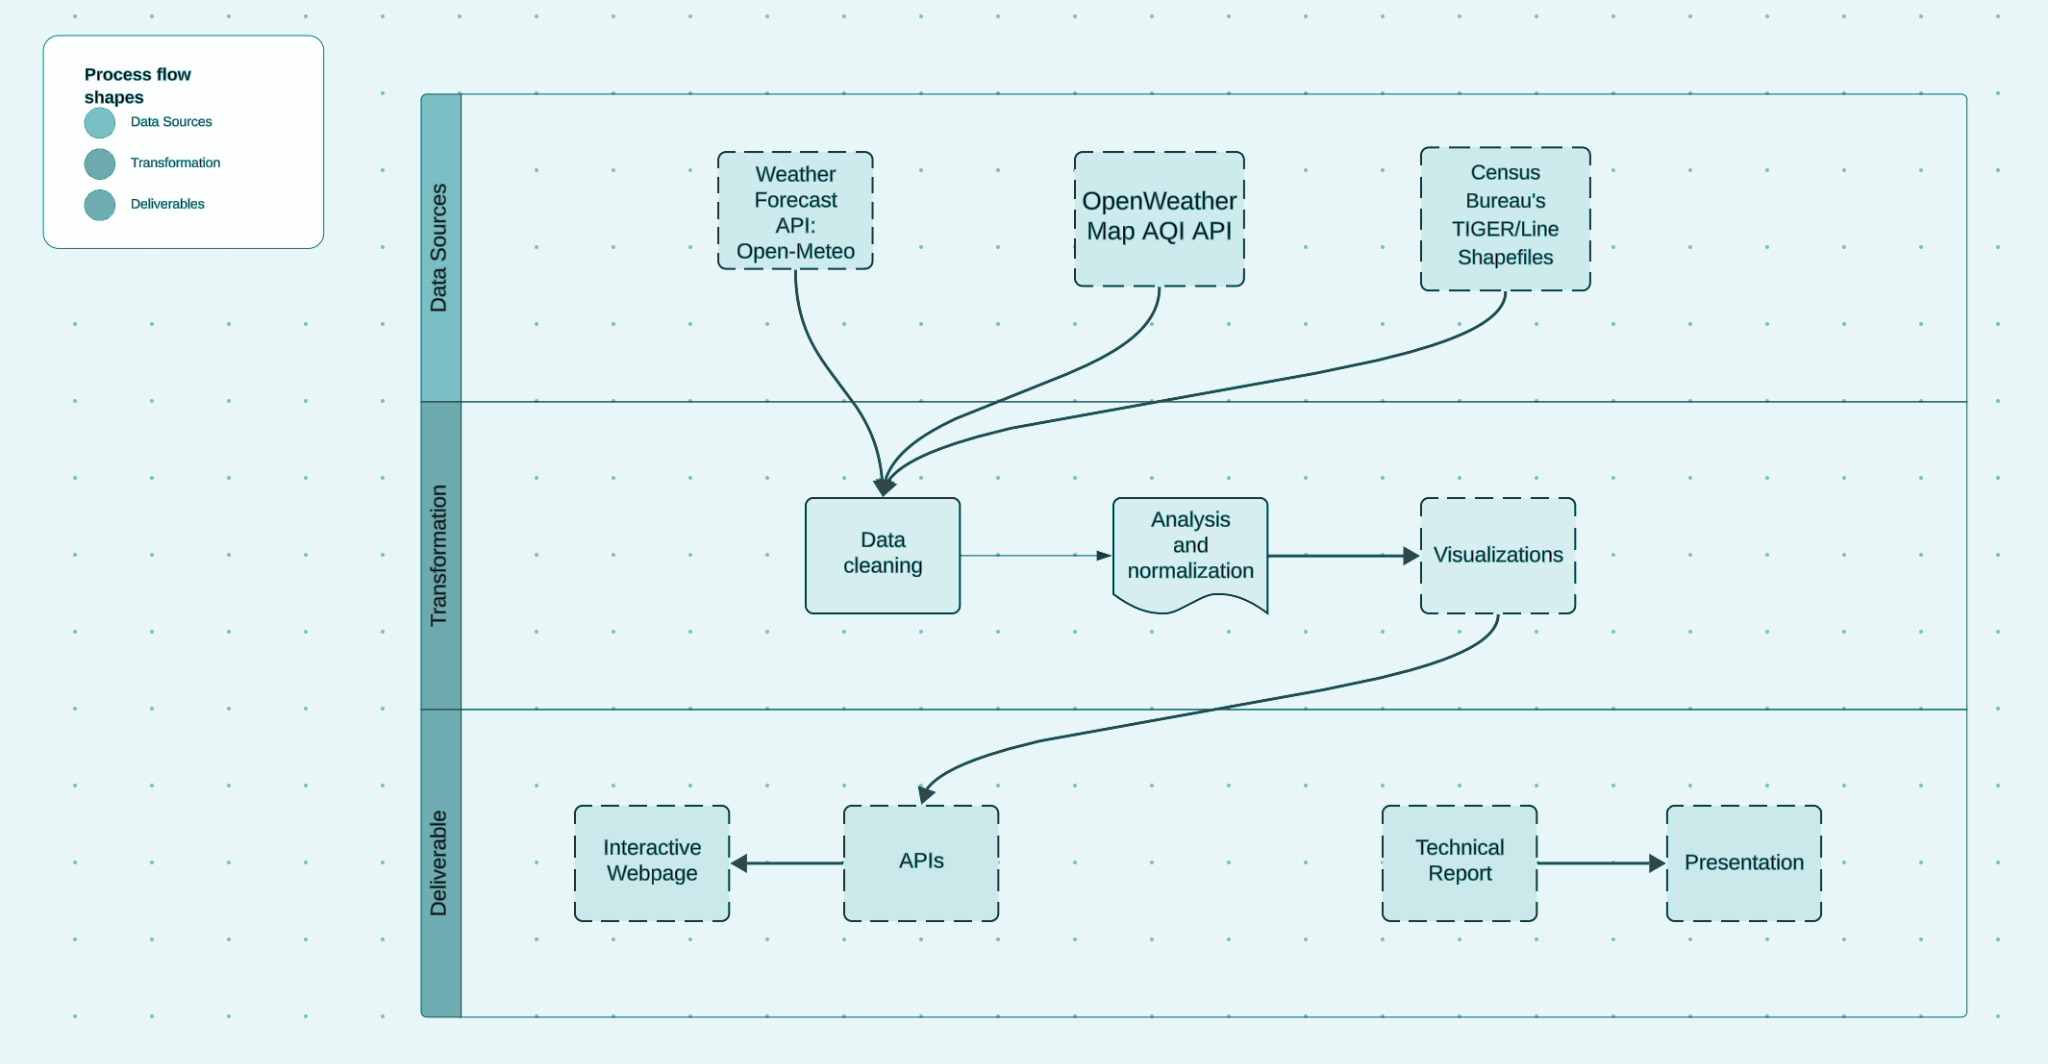 Process flow
shapes
Data Sources
Transformation
Deliverables
Data Sources
Weather
Forecast
API:
Open-Meteo
OpenWeather
Map AQI API
Census
Bureau's
TIGER/Line
Shapefiles
Transformation
Data
cleaning
Analysis
and
normalization
Visualizations
Deliverable
Interactive
Webpage
APIs
Technical
Report
Presentation